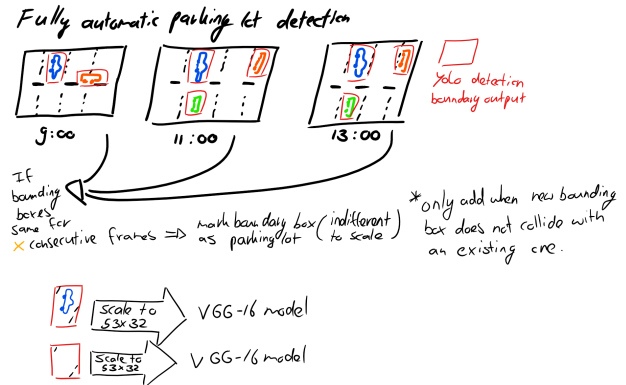 Fully automatic parking lot detection
9:00
11:00
13:00
Yolo detection
boundary output
If
bounding
boxes
same for
x consecutive frames => mark boundary box (indifferent
as parking lot to scale)
*only add when new bounding
box does not collide with
an existing one.
Scale to
53x32
VGG-16 model
Scale to
53x32
VGG-16 model